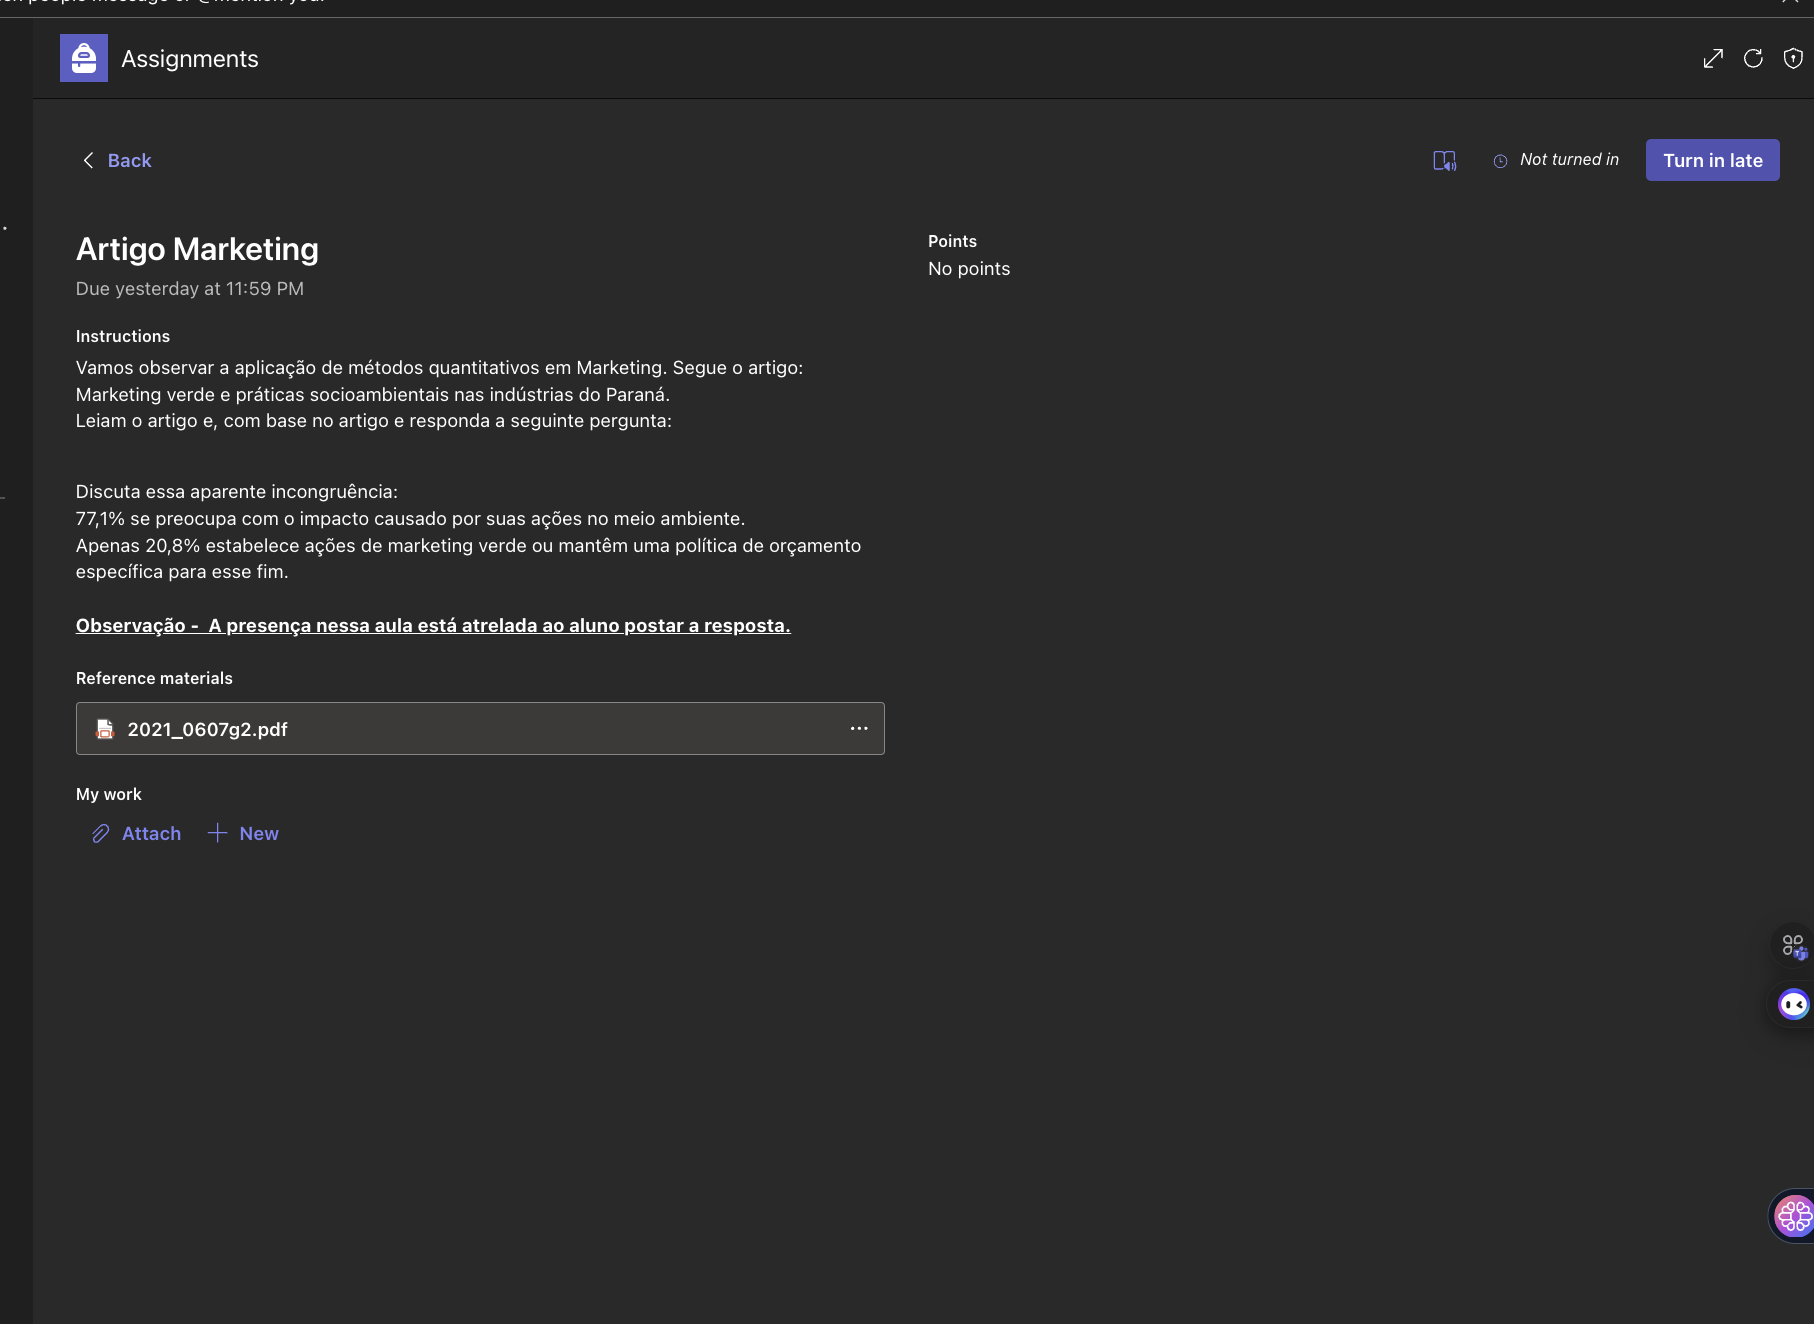 Assignments
Back
Not turned in
Turn in late
Artigo Marketing
Due yesterday at 11:59 PM
Points
No points
Instructions
Vamos observar a aplicação de métodos quantitativos em Marketing. Segue o artigo:
Marketing verde e práticas socioambientais nas indústrias do Paraná.
Leiam o artigo e, com base no artigo e responda a seguinte pergunta:
Discuta essa aparente incongruência:
77,1% se preocupa com o impacto causado por suas ações no meio ambiente.
Apenas 20,8% estabelece ações de marketing verde ou mantêm uma política de orçamento
específica para esse fim.
Observação -  A presença nessa aula está atrelada ao aluno postar a resposta.
Reference materials
2021_0607g2.pdf
My work
Attach
New